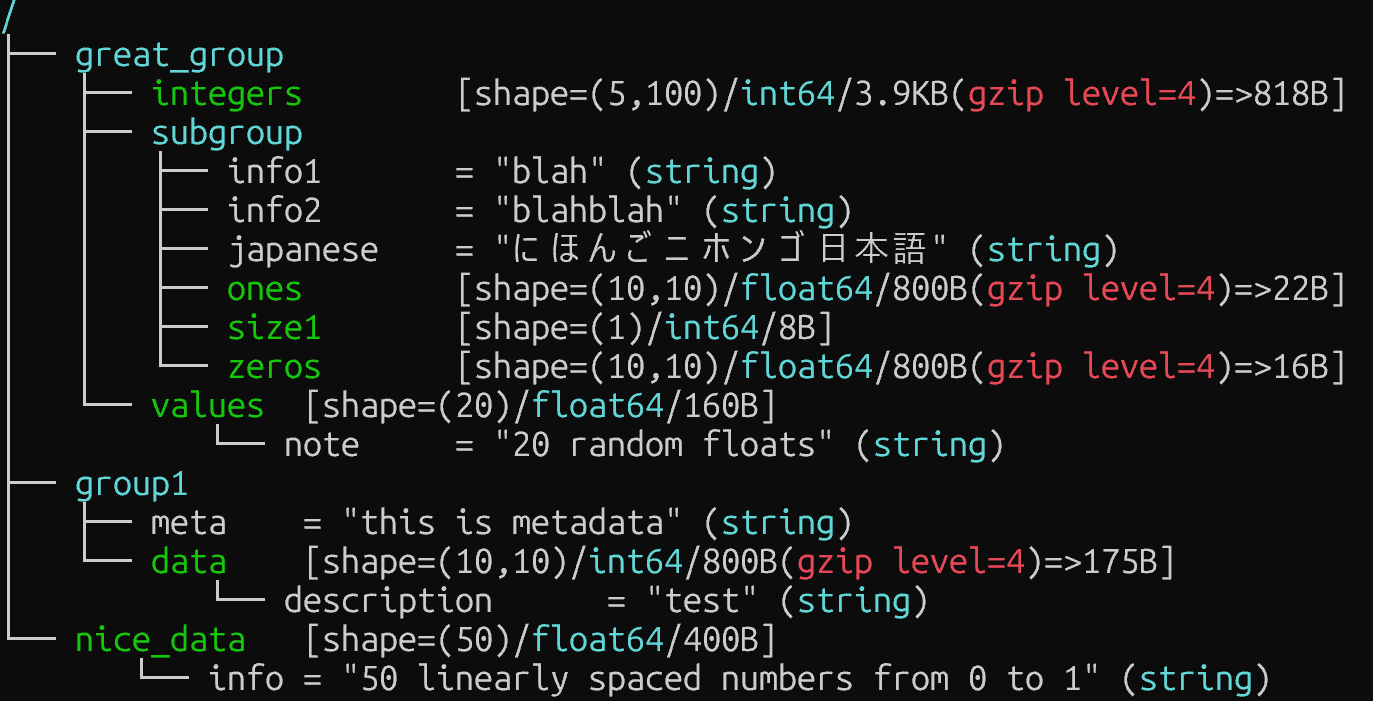 /
great_group
integers [shape=(5,100)/int64/3.9KB(gzip level=4)=>818B]
subgroup
info1 = "blah" (string)
info2 = "blahblah" (string)
japanese = "にほんごニホンゴ日本語" (string)
ones [shape=(10,10)/float64/800B(gzip level=4)=>22B]
size1 [shape=(1)/int64/8B]
zeros [shape=(10,10)/float64/800B(gzip level=4)=>16B]
values [shape=(20)/float64/160B]
note = "20 random floats" (string)
group1
meta = "this is metadata" (string)
data [shape=(10,10)/int64/800B(gzip level=4)=>175B]
description = "test" (string)
nice_data [shape=(50)/float64/400B]
info = "50 linearly spaced numbers from 0 to 1" (string)